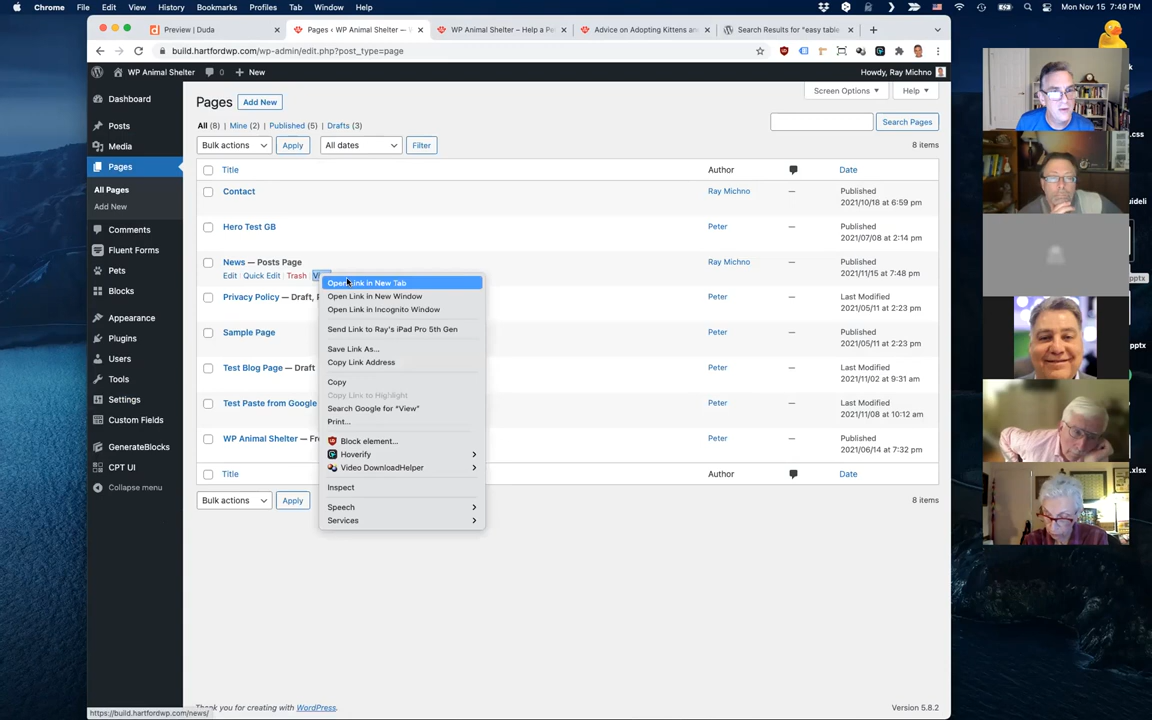 Chrome File Edit View History Bookmarks Profiles Tab Window Help
Mon Nov 15 7:49 PM
Preview | Duda
Pages ‹ WP Animal Shelter —
WP Animal Shelter – Help a Pe
Advice on Adopting Kittens an
Search Results for "easy table
build.hartfordwp.com/wp-admin/edit.php?post_type=page
WP Animal Shelter 0 + New
Howdy, Ray Michno
Dashboard
Posts
Media
Pages
All Pages
Add New
Comments
Fluent Forms
Pets
Blocks
Appearance
Plugins
Users
Tools
Settings
Custom Fields
GenerateBlocks
CPT UI
Collapse menu
Screen Options Help
Pages Add New
All (8) | Mine (2) | Published (5) | Drafts (3)
Search Pages
Bulk actions Apply All dates Filter
8 items
Title Author Date
Contact Ray Michno — Published
2021/10/18 at 6:59 pm
Hero Test GB Peter — Published
2021/07/08 at 2:14 pm
News — Posts Page Ray Michno — Published
Edit | Quick Edit | Trash | Vi
2021/11/15 at 7:48 pm
Privacy Policy — Draft, P Peter — Last Modified
2021/05/11 at 2:23 pm
Sample Page Peter — Published
2021/05/11 at 2:23 pm
Test Blog Page — Draft Peter — Last Modified
2021/11/02 at 9:31 am
Test Paste from Google Peter — Last Modified
2021/11/08 at 10:12 am
WP Animal Shelter — Fr Peter — Published
2021/06/14 at 7:32 pm
Title Author Date
Bulk actions Apply
8 items
Open Link in New Tab
Open Link in New Window
Open Link in Incognito Window
Send Link to Ray's iPad Pro 5th Gen
Save Link As...
Copy Link Address
Copy
Copy Link to Highlight
Search Google for "View"
Print...
Block element...
Hoverify
Video DownloadHelper
Inspect
Speech
Services
Thank you for creating with WordPress.
Version 5.8.2
https://build.hartfordwp.com/news/
k
.css
uideli
pptx
pptx
.xlsx